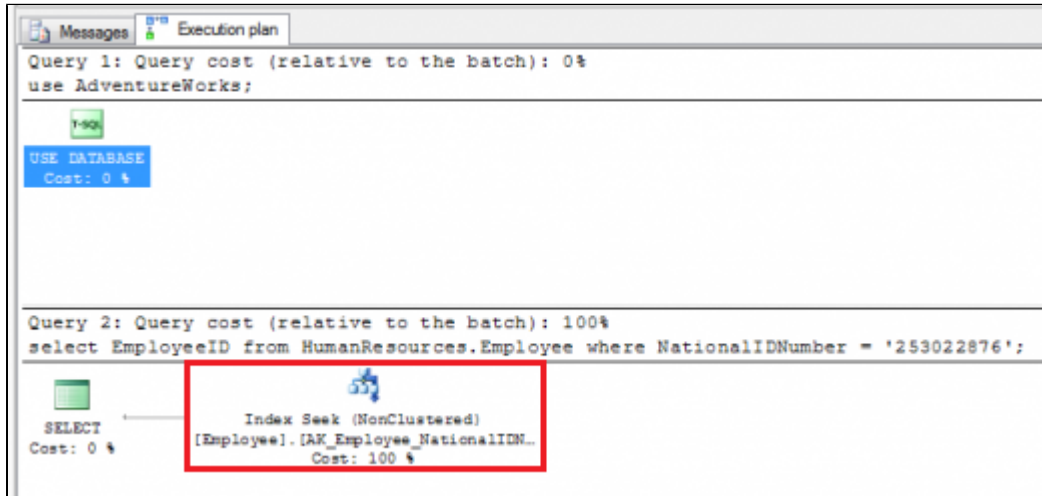 Messages Execution plan
Query 1: Query cost (relative to the batch): 0%
use AdventureWorks;
T-SQL
USE DATABASE
Cost: 0 %
Query 2: Query cost (relative to the batch): 100%
select EmployeeID from HumanResources.Employee where NationalIDNumber = '253022876';
SELECT
Cost: 0 %
Index Seek (NonClustered)
[Employee].[AK_Employee_NationalIDN…
Cost: 100 %